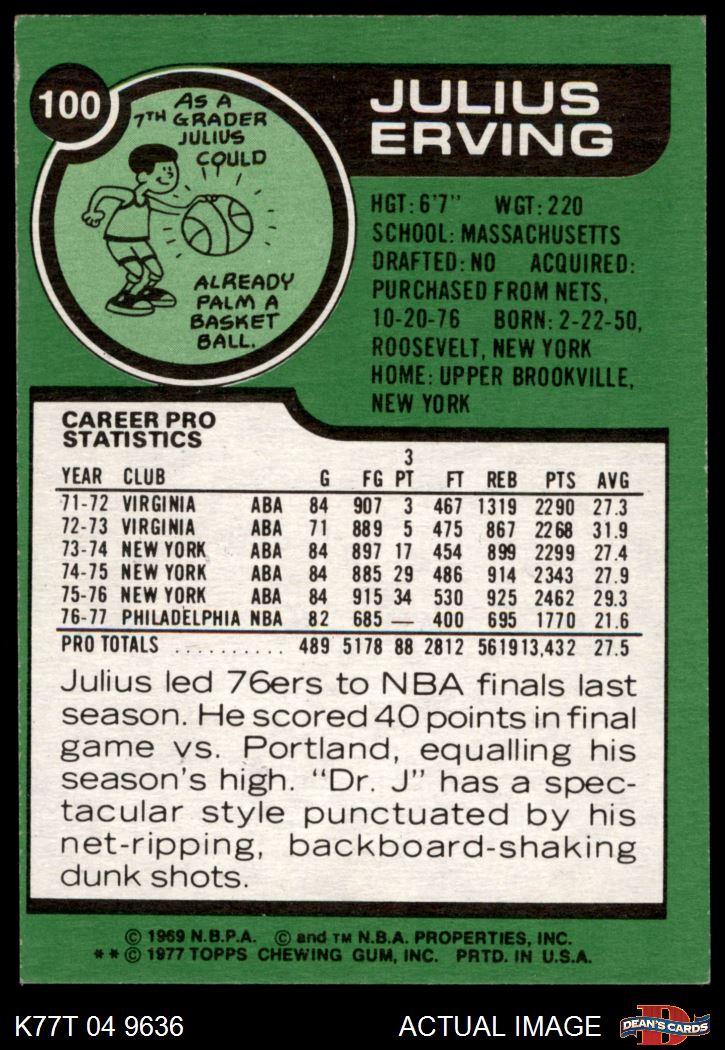 100
AS A
7TH GRADER
JULIUS
COULD
ALREADY
PALM A
BASKET
BALL.
JULIUS
ERVING
HGT: 6'7" WGT: 220
SCHOOL: MASSACHUSETTS
DRAFTED: NO ACQUIRED:
PURCHASED FROM NETS,
10-20-76 BORN: 2-22-50,
ROOSEVELT, NEW YORK
HOME: UPPER BROOKVILLE,
NEW YORK
CAREER PRO
STATISTICS
YEAR CLUB G FG 3 PT FT REB PTS AVG
71-72 VIRGINIA ABA 84 907 3 467 1319 2290 27.3
72-73 VIRGINIA ABA 71 889 5 475 867 2268 31.9
73-74 NEW YORK ABA 84 897 17 454 899 2299 27.4
74-75 NEW YORK ABA 84 885 29 486 914 2343 27.9
75-76 NEW YORK ABA 84 915 34 530 925 2462 29.3
76-77 PHILADELPHIA NBA 82 685 — 400 695 1770 21.6
PRO TOTALS .......... 489 5178 88 2812 5619 13,432 27.5
Julius led 76ers to NBA finals last
season. He scored 40 points in final
game vs. Portland, equalling his
season's high. "Dr. J" has a spec-
tacular style punctuated by his
net-ripping, backboard-shaking
dunk shots.
© 1969 N.B.P.A. © and TM N.B.A. PROPERTIES, INC.
** © 1977 TOPPS CHEWING GUM, INC. PRTD. IN U.S.A.
K77T 04 9636 ACTUAL IMAGE
D
DEAN'S CARDS